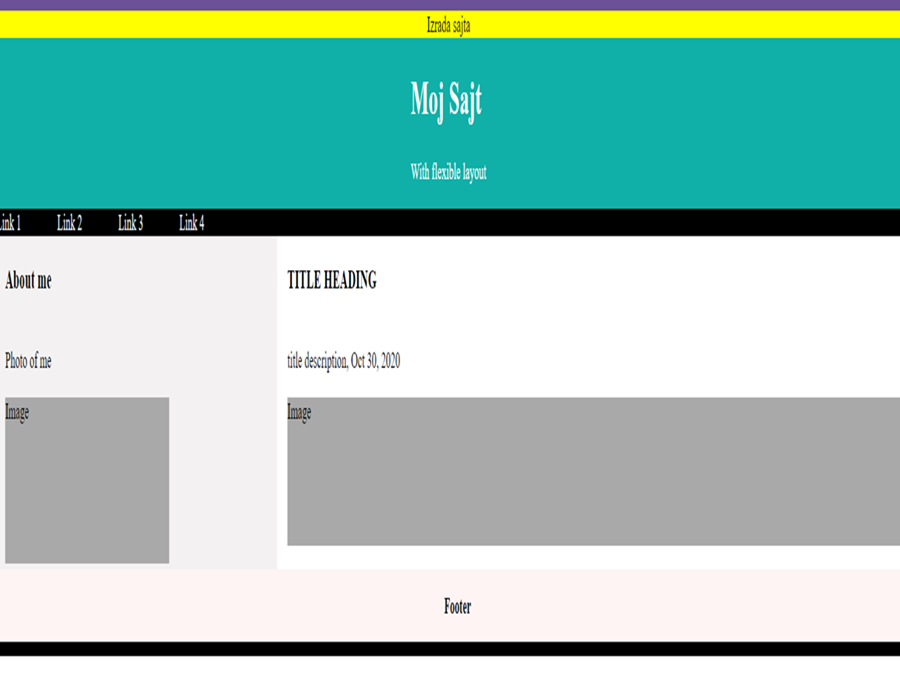 Izrada sajta
Moj Sajt
With flexible layout
Link 1 Link 2 Link 3 Link 4
About me
TITLE HEADING
Photo of me
title description, Oct 30, 2020
Image
Image
Footer